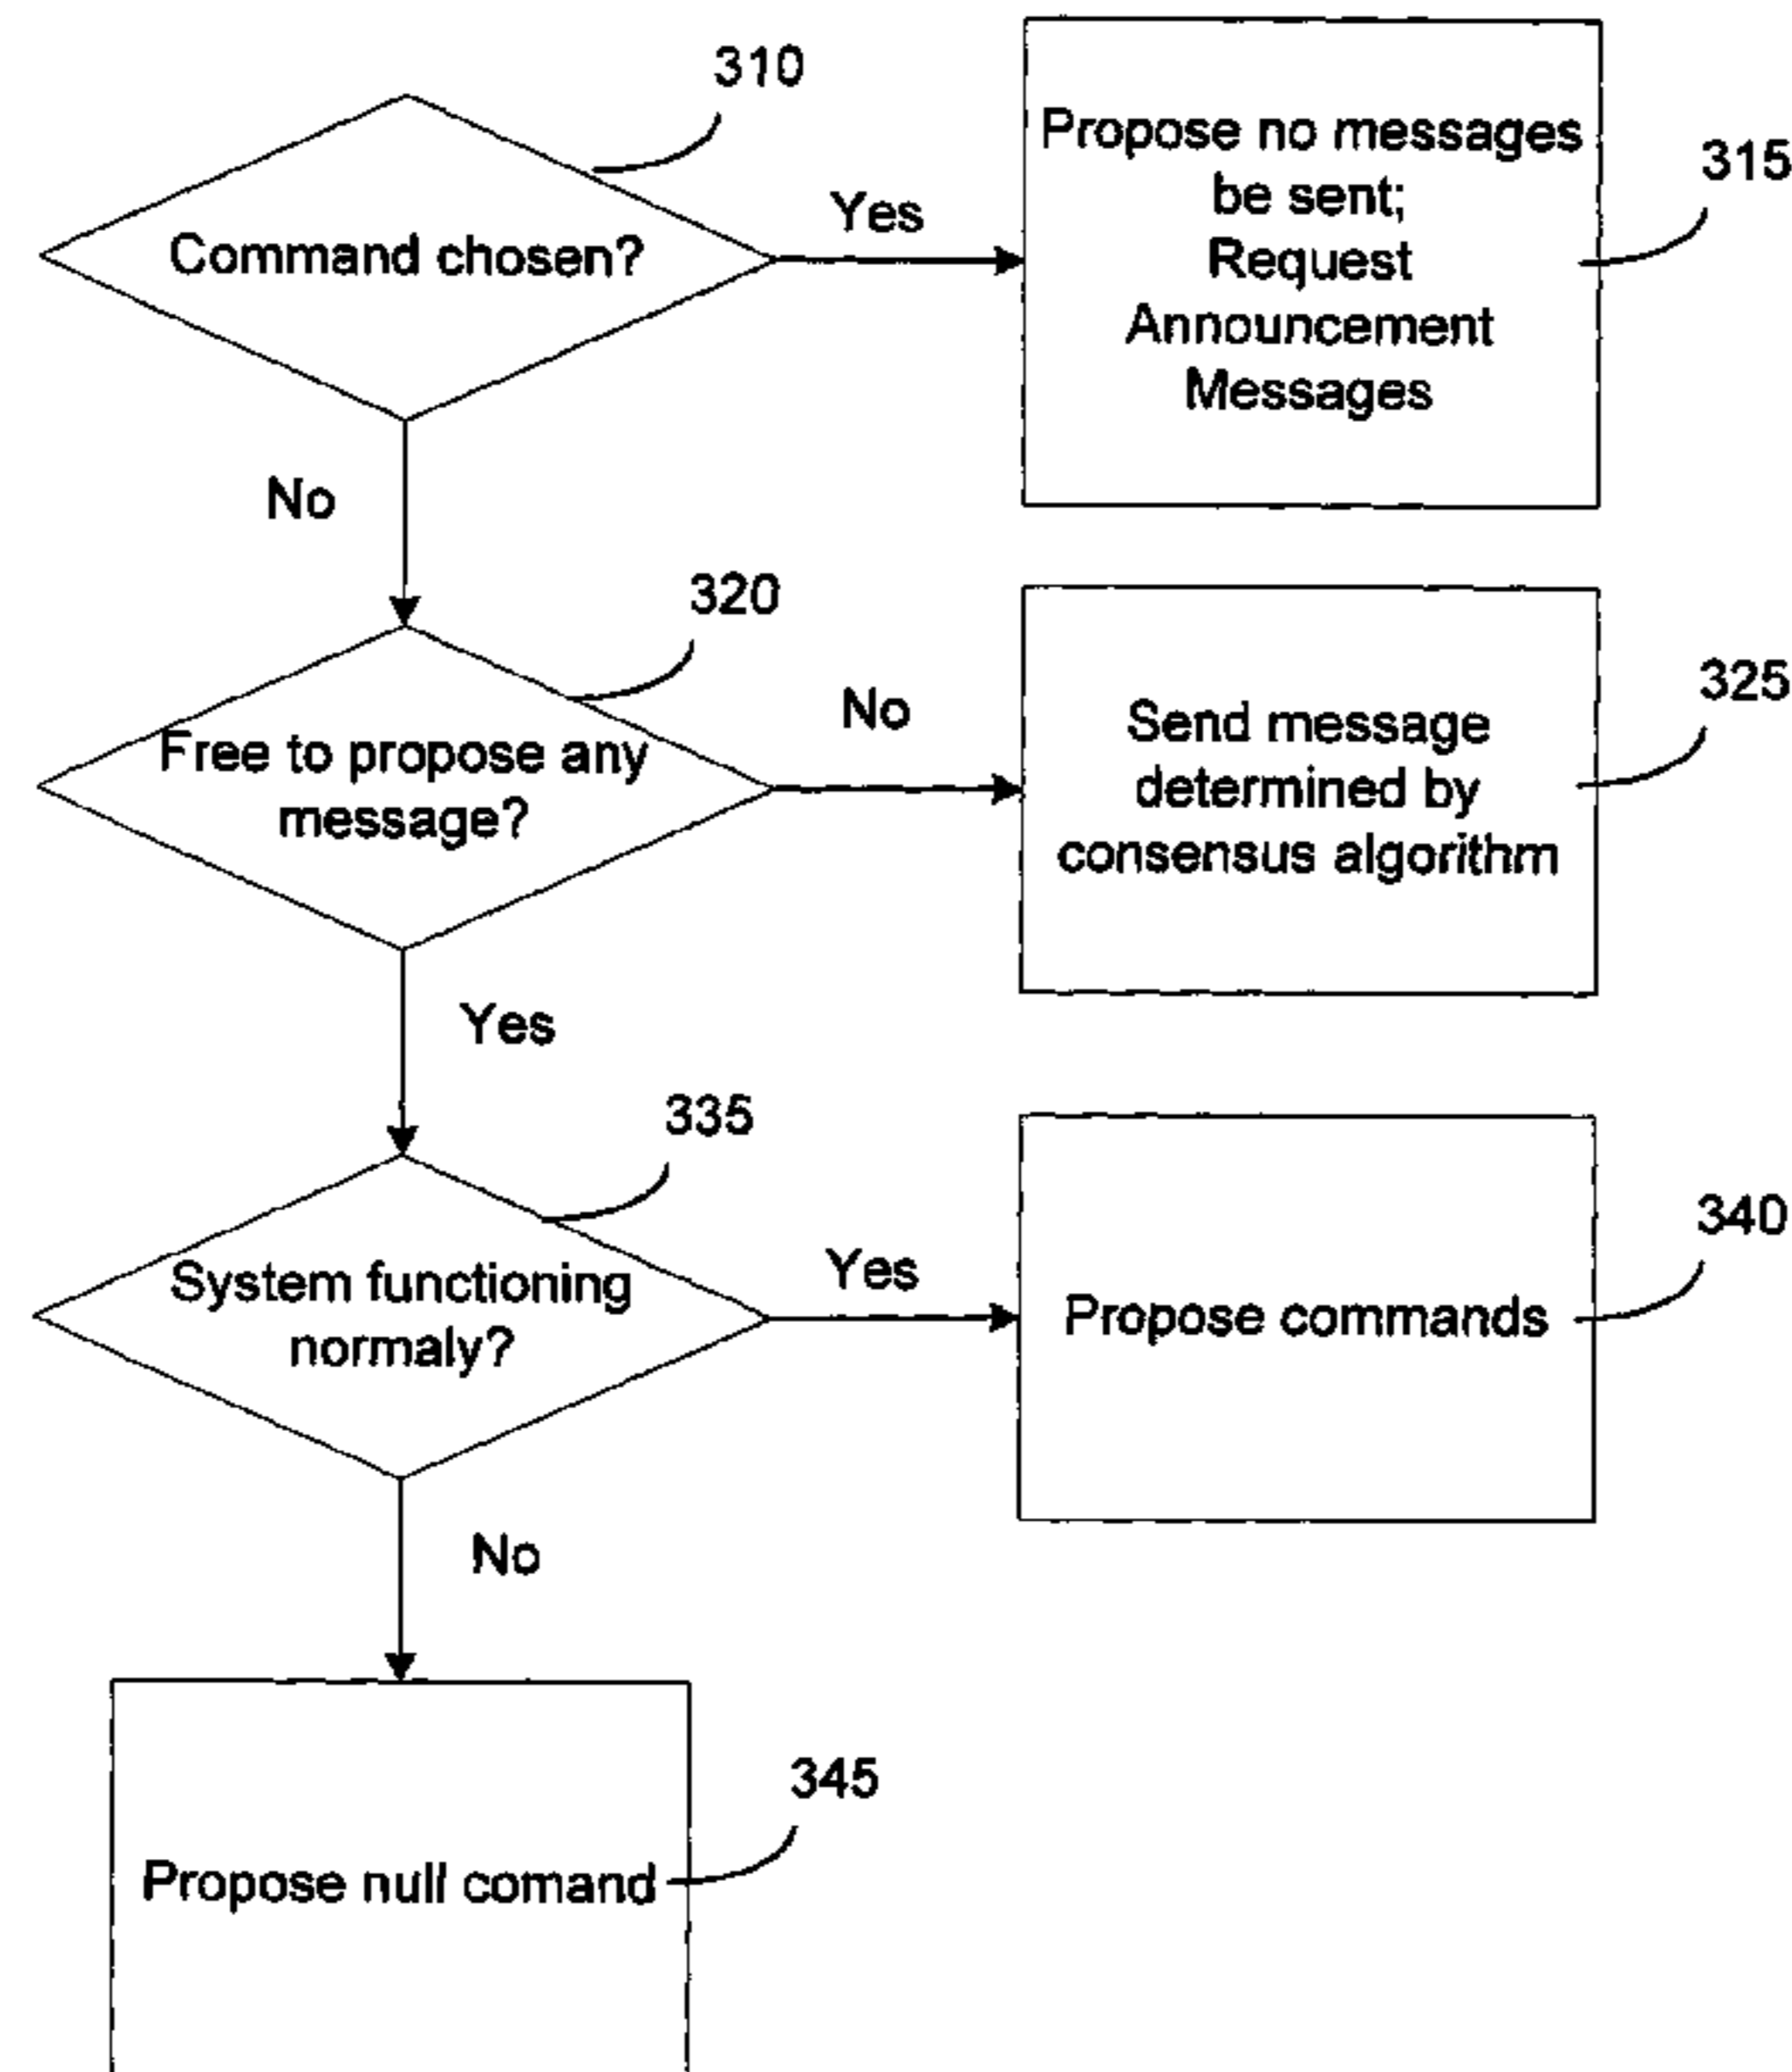 310
Command chosen?
Yes
Propose no messages
be sent;
Request
Announcement
Messages
315
No
320
Free to propose any
message?
No
Send message
determined by
consensus algorithm
325
Yes
335
System functioning
normaly?
Yes
Propose commands
340
No
Propose null comand
345